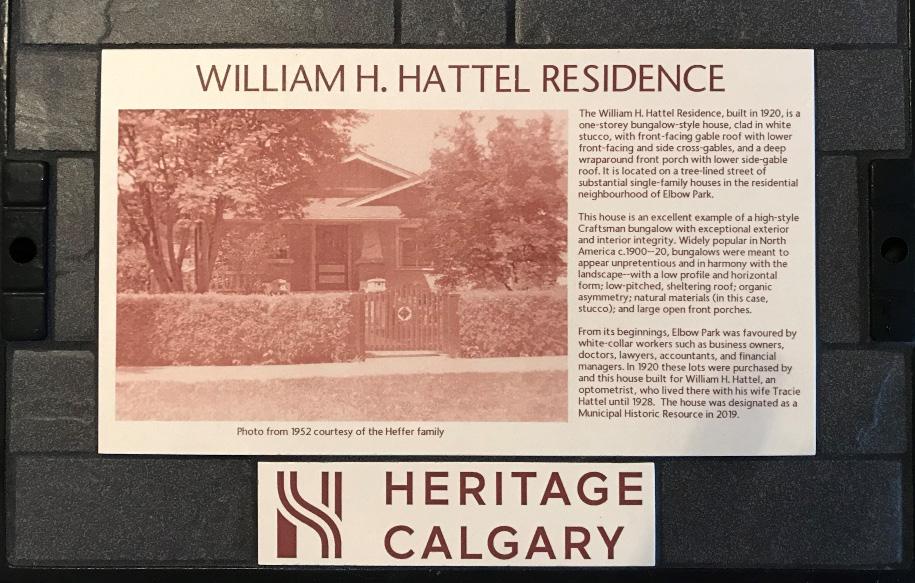 WILLIAM H. HATTEL RESIDENCE
The William H. Hattel Residence, built in 1920, is a
one-storey bungalow-style house, clad in white
stucco, with front-facing gable roof with lower
front-facing and side cross-gables, and a deep
wraparound front porch with lower side-gable
roof. It is located on a tree-lined street of
substantial single-family houses in the residential
neighbourhood of Elbow Park.
This house is an excellent example of a high-style
Craftsman bungalow with exceptional exterior
and interior integrity. Widely popular in North
America c.1900--20, bungalows were meant to
appear unpretentious and in harmony with the
landscape--with a low profile and horizontal
form; low-pitched, sheltering roof; organic
asymmetry; natural materials (in this case,
stucco); and large open front porches.
From its beginnings, Elbow Park was favoured by
white-collar workers such as business owners,
doctors, lawyers, accountants, and financial
managers. In 1920 these lots were purchased by
and this house built for William H. Hattel, an
optometrist, who lived there with his wife Tracie
Hattel until 1928. The house was designated as a
Municipal Historic Resource in 2019.
Photo from 1952 courtesy of the Heffer family
HERITAGE
CALGARY